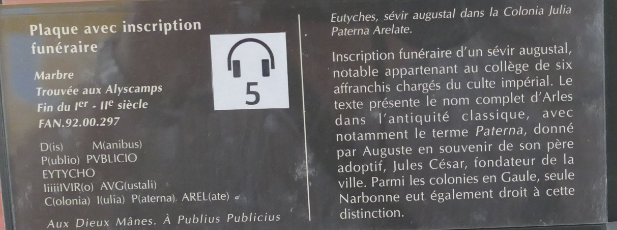 Plaque avec inscription
funéraire
Marbre
Trouvée aux Alyscamps
Fin du Ier - IIe siècle
FAN.92.00.297
5
D(is) M(anibus)
P(ublio) PVBLICIO
EYTYCHO
IiiiiIVIR(o) AVG(ustali)
C(olonia) I(ulia) P(aterna) AREL(ate)
Aux Dieux Mânes. À Publius Publicius
Eutyches, sévir augustal dans la Colonia Julia
Paterna Arelate.
Inscription funéraire d'un sévir augustal,
notable appartenant au collège de six
affranchis chargés du culte impérial. Le
texte présente le nom complet d'Arles
dans l'antiquité classique, avec
notamment le terme Paterna, donné
par Auguste en souvenir de son père
adoptif, Jules César, fondateur de la
ville. Parmi les colonies en Gaule, seule
Narbonne eut également droit à cette
distinction.